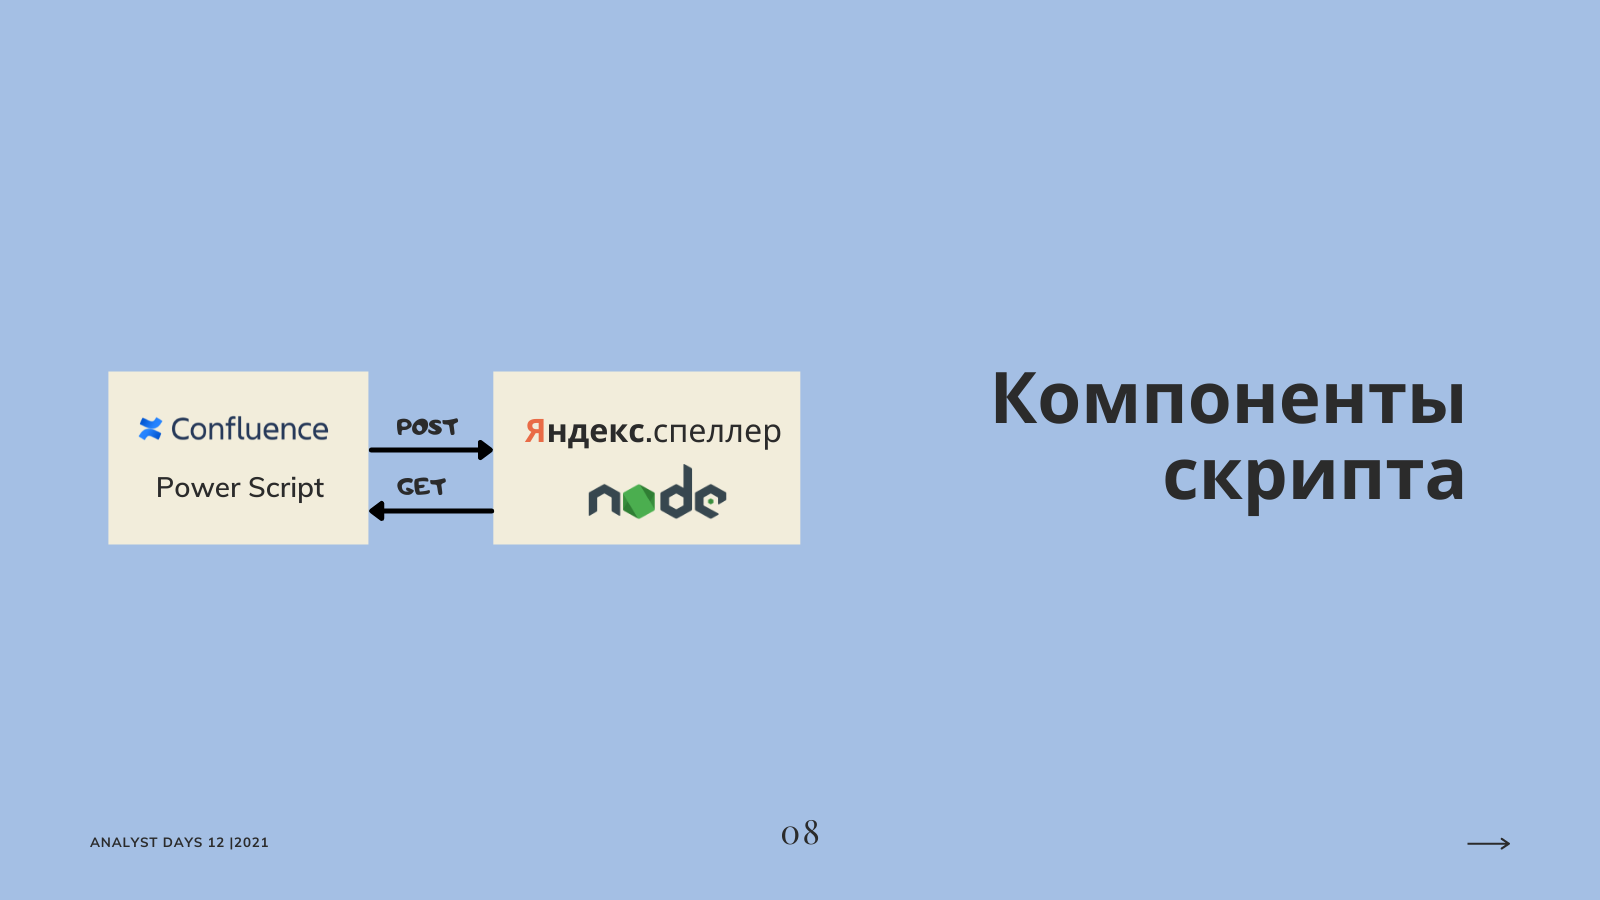 Confluence
Power Script
POST
GET
Яндекс.спеллер
node
Компоненты
скрипта
ANALYST DAYS 12 |2021
08